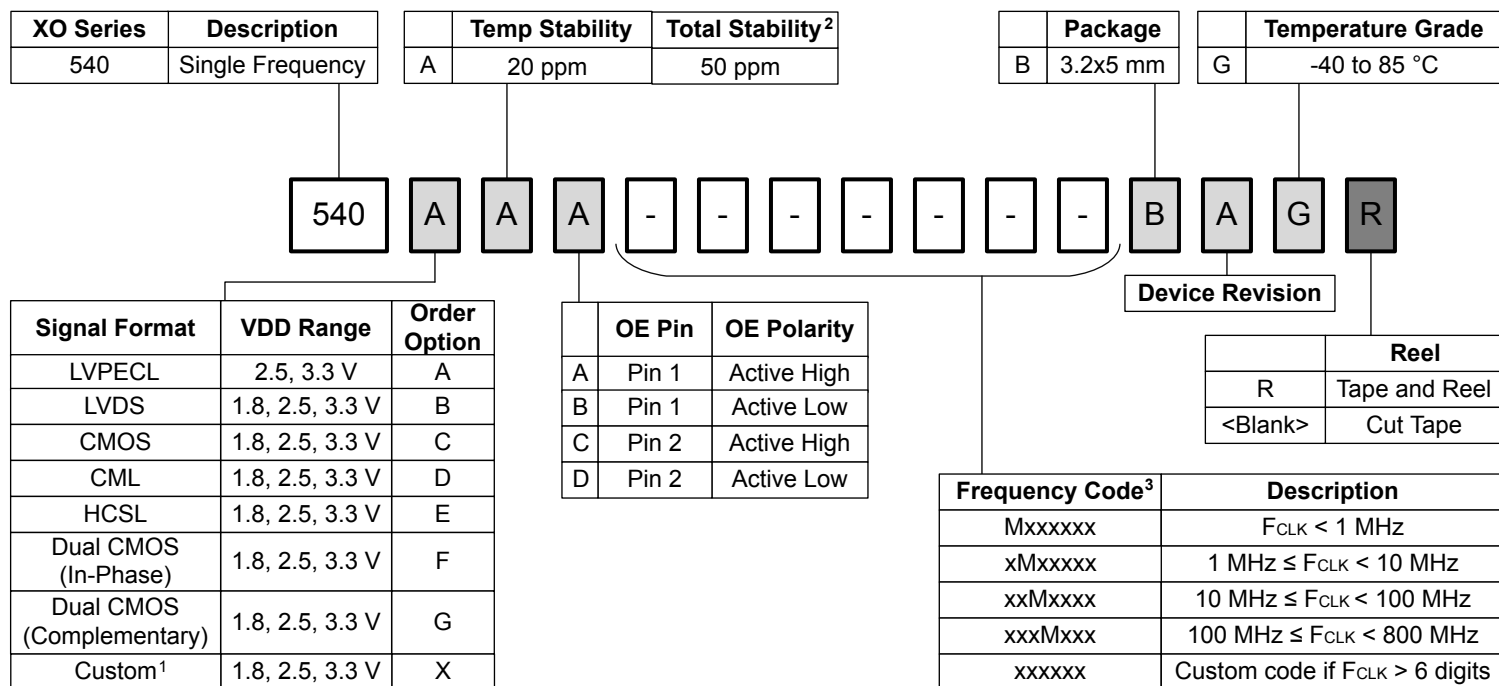 XO Series Description
540 Single Frequency
Temp Stability Total Stability²
A 20 ppm 50 ppm
Package
B 3.2x5 mm
Temperature Grade
G -40 to 85 °C
540 A A A - - - - - - - B A G R
Signal Format VDD Range Order Option
LVPECL 2.5, 3.3 V A
LVDS 1.8, 2.5, 3.3 V B
CMOS 1.8, 2.5, 3.3 V C
CML 1.8, 2.5, 3.3 V D
HCSL 1.8, 2.5, 3.3 V E
Dual CMOS (In-Phase) 1.8, 2.5, 3.3 V F
Dual CMOS (Complementary) 1.8, 2.5, 3.3 V G
Custom¹ 1.8, 2.5, 3.3 V X
OE Pin OE Polarity
A Pin 1 Active High
B Pin 1 Active Low
C Pin 2 Active High
D Pin 2 Active Low
Device Revision
Reel
R Tape and Reel
<Blank> Cut Tape
Frequency Code³ Description
Mxxxxxx FCLK < 1 MHz
xMxxxxx 1 MHz ≤ FCLK < 10 MHz
xxMxxxx 10 MHz ≤ FCLK < 100 MHz
xxxMxxx 100 MHz ≤ FCLK < 800 MHz
xxxxxx Custom code if FCLK > 6 digits